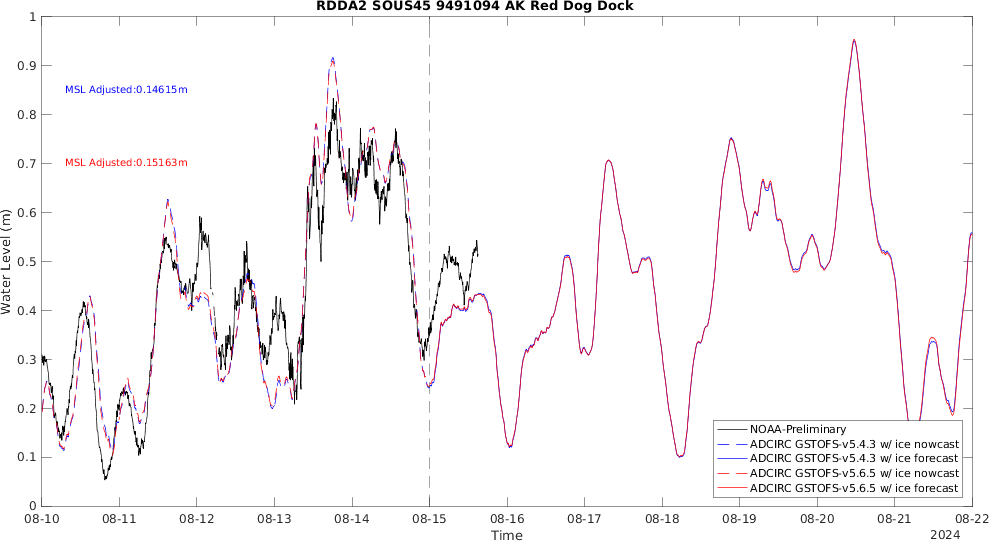 RDDA2 SOUS45 9491094 AK Red Dog Dock
1
0.9
0.8
0.7
0.6
0.5
0.4
0.3
0.2
0.1
0
Water Level (m)
MSL Adjusted:0.14615m
MSL Adjusted:0.15163m
NOAA-Preliminary
ADCIRC GSTOFS-v5.4.3 w/ ice nowcast
ADCIRC GSTOFS-v5.4.3 w/ ice forecast
ADCIRC GSTOFS-v5.6.5 w/ ice nowcast
ADCIRC GSTOFS-v5.6.5 w/ ice forecast
08-10 08-11 08-12 08-13 08-14 08-15 08-16 08-17 08-18 08-19 08-20 08-21 08-22
Time
2024